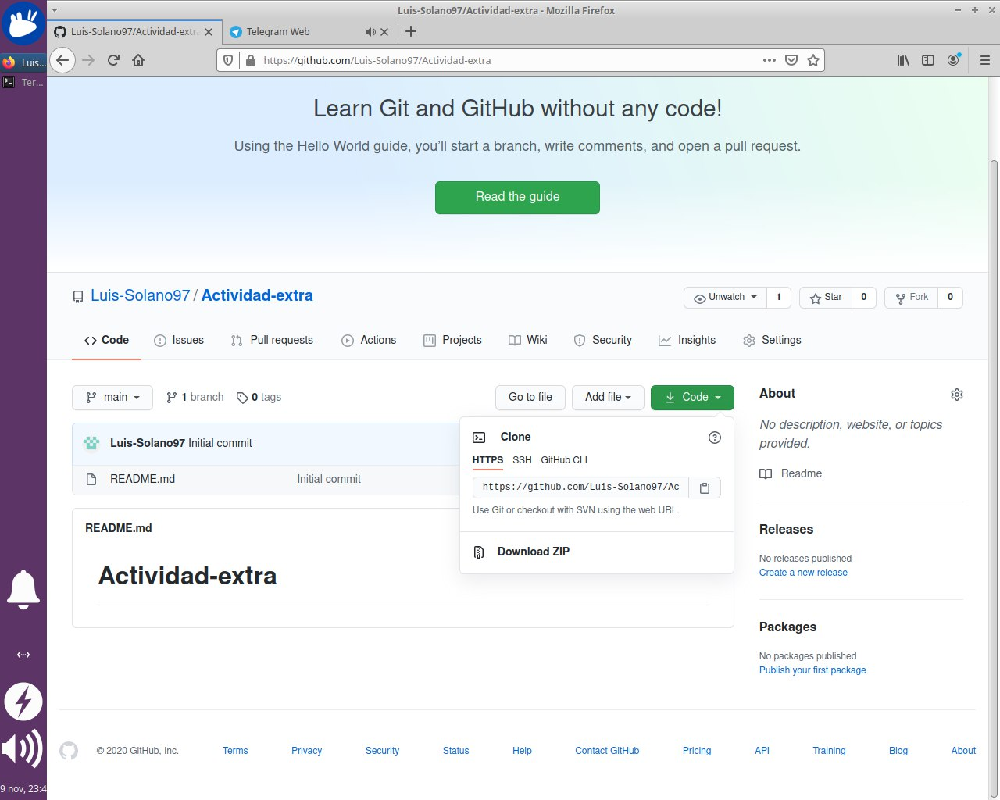 Luis-Solano97/Actividad-extra - Mozilla Firefox
Luis-Solano97/Actividad-extra
Telegram Web
https://github.com/Luis-Solano97/Actividad-extra
Luis...
Ter...
Learn Git and GitHub without any code!
Using the Hello World guide, you’ll start a branch, write comments, and open a pull request.
Read the guide
Luis-Solano97 / Actividad-extra
Unwatch 1 Star 0 Fork 0
Code Issues Pull requests Actions Projects Wiki Security Insights Settings
main 1 branch 0 tags Go to file Add file Code
Luis-Solano97 Initial commit
README.md Initial commit
Clone
HTTPS SSH GitHub CLI
https://github.com/Luis-Solano97/Ac
Use Git or checkout with SVN using the web URL.
Download ZIP
README.md
Actividad-extra
About
No description, website, or topics
provided.
Readme
Releases
No releases published
Create a new release
Packages
No packages published
Publish your first package
© 2020 GitHub, Inc. Terms Privacy Security Status Help Contact GitHub Pricing API Training Blog About
9 nov, 23:4